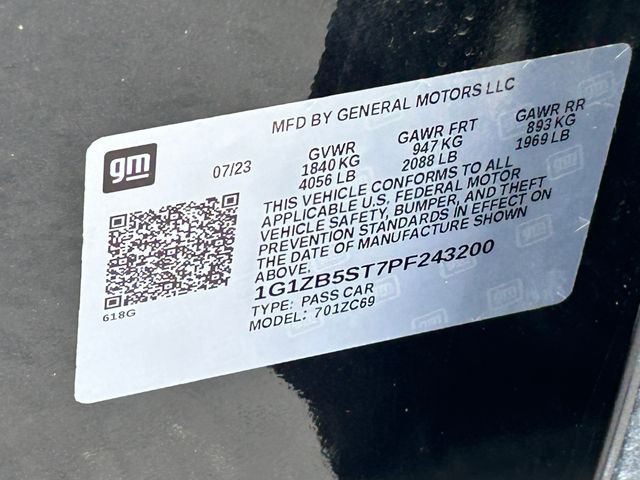 MFD BY GENERAL MOTORS LLC
gm
07/23
GVWR
1840 KG
4056 LB
GAWR FRT
947 KG
2088 LB
GAWR RR
893 KG
1969 LB
THIS VEHICLE CONFORMS TO ALL
APPLICABLE U.S. FEDERAL MOTOR
VEHICLE SAFETY, BUMPER, AND THEFT
PREVENTION STANDARDS IN EFFECT ON
THE DATE OF MANUFACTURE SHOWN
ABOVE.
1G1ZB5ST7PF243200
TYPE: PASS CAR
MODEL: 701ZC69
618G